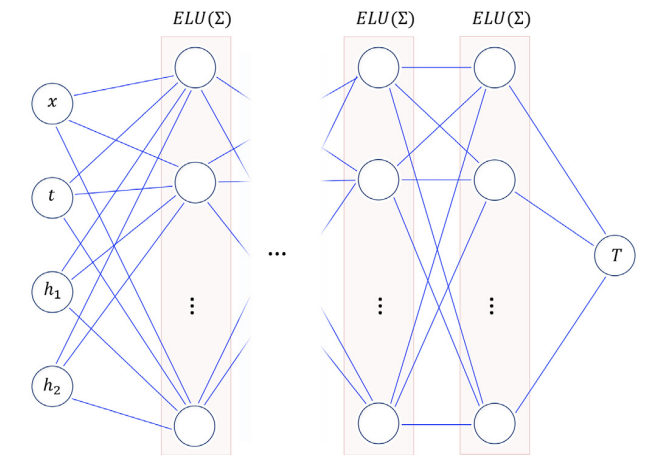 ELU(Σ) ELU(Σ) ELU(Σ)
x
t
h₁
h₂
...
⋮ ⋮ ⋮
T